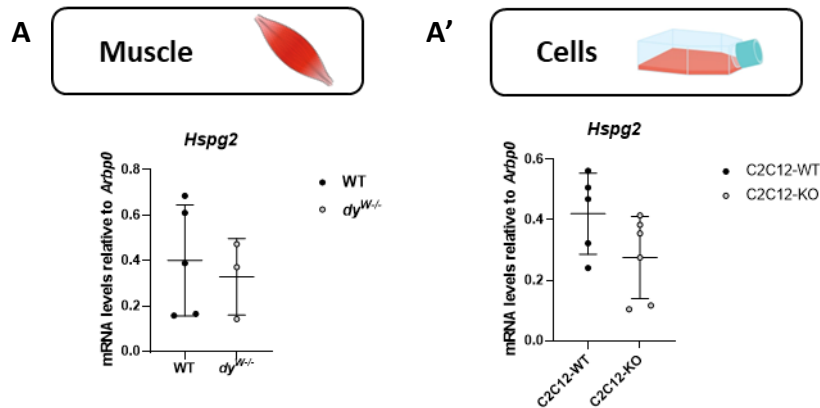 A
Muscle
A’
Cells
Hspg2
mRNA levels relative to Arbp0
0.8
0.6
0.4
0.2
0.0
WT
dyW-/-
WT
dyW-/-
Hspg2
mRNA levels relative to Arbp0
0.6
0.4
0.2
0.0
C2C12-WT
C2C12-KO
C2C12-WT
C2C12-KO